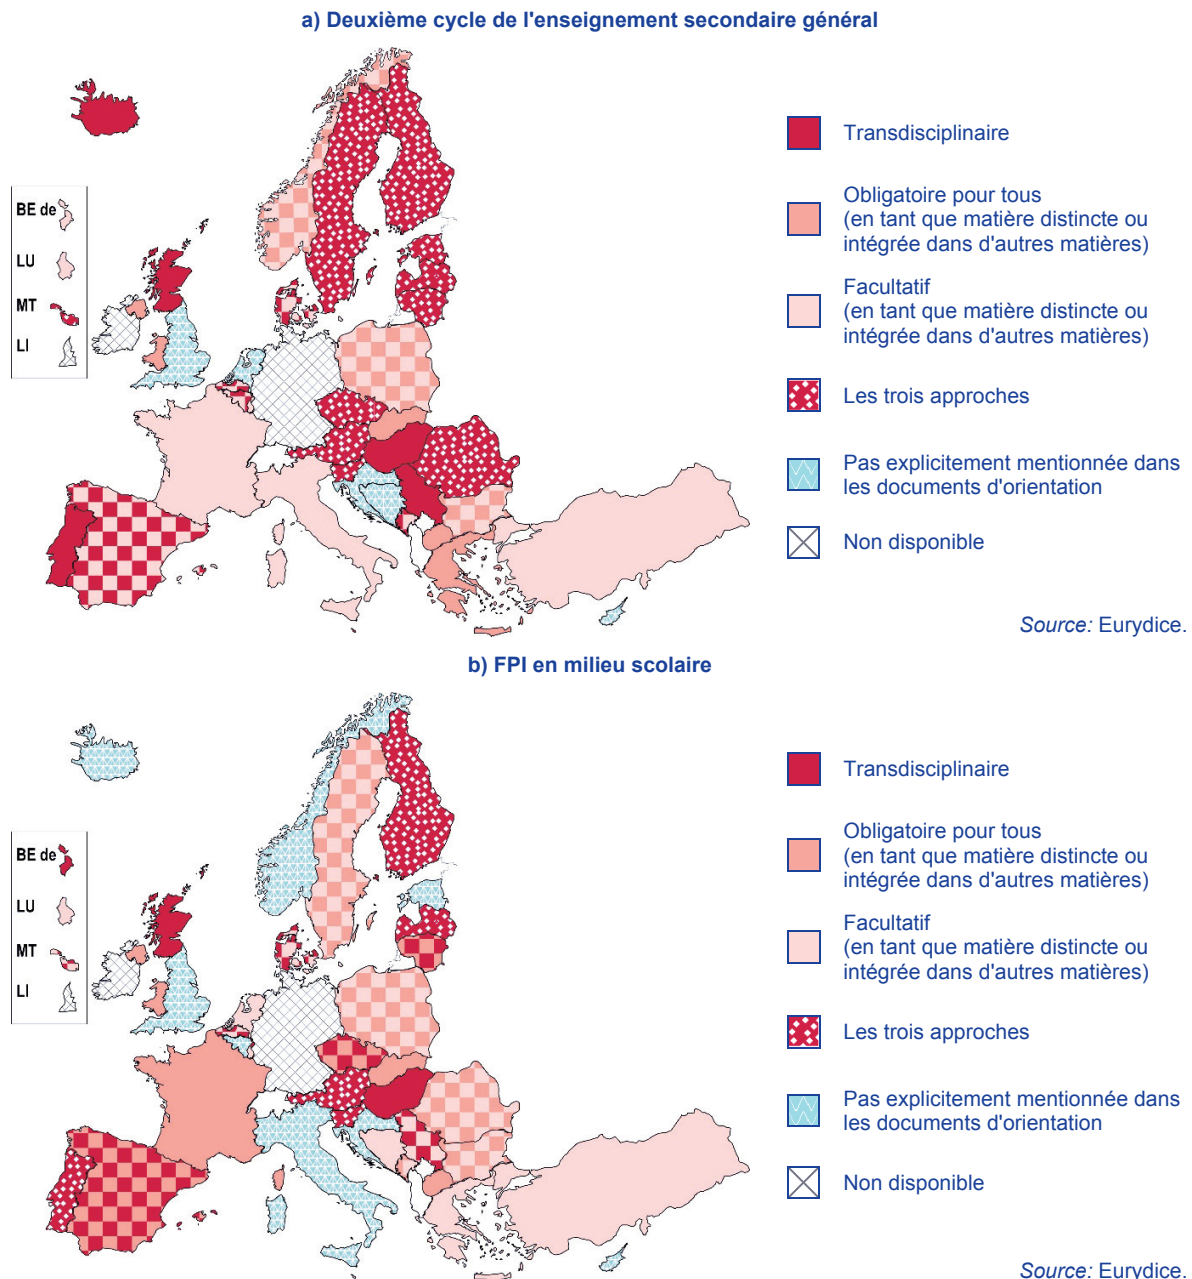 a) Deuxième cycle de l'enseignement secondaire général
Transdisciplinaire
Obligatoire pour tous
(en tant que matière distincte ou
intégrée dans d'autres matières)
Facultatif
(en tant que matière distincte ou
intégrée dans d'autres matières)
Les trois approches
Pas explicitement mentionnée dans
les documents d'orientation
Non disponible
BE de
LU
MT
LI
Source: Eurydice.
b) FPI en milieu scolaire
Transdisciplinaire
Obligatoire pour tous
(en tant que matière distincte ou
intégrée dans d'autres matières)
Facultatif
(en tant que matière distincte ou
intégrée dans d'autres matières)
Les trois approches
Pas explicitement mentionnée dans
les documents d'orientation
Non disponible
BE de
LU
MT
LI
Source: Eurydice.